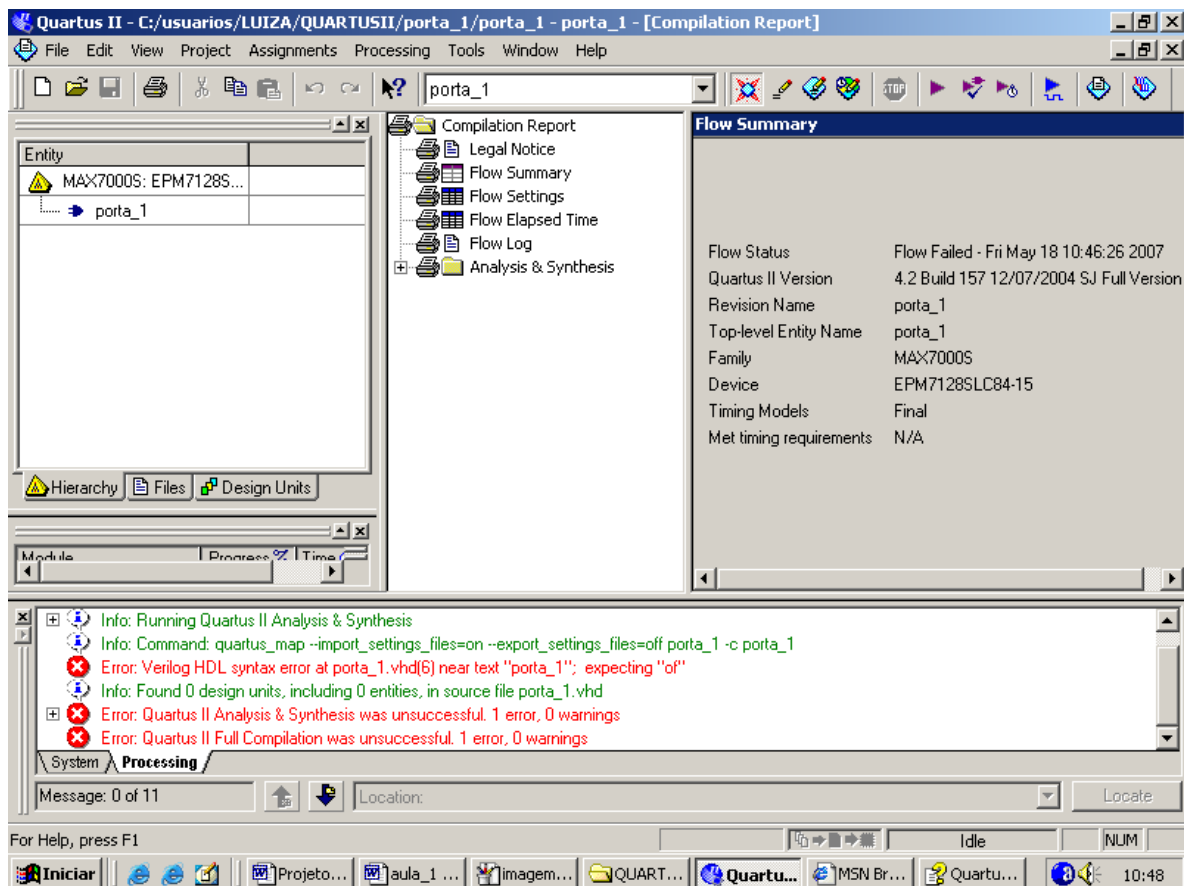 Quartus II - C:/usuarios/LUIZA/QUARTUSII/porta_1/porta_1 - porta_1 - [Compilation Report]
File Edit View Project Assignments Processing Tools Window Help
porta_1
STOP
Entity
MAX7000S: EPM7128S...
porta_1
Hierarchy Files Design Units
Module Progress % Time
Compilation Report
Legal Notice
Flow Summary
Flow Settings
Flow Elapsed Time
Flow Log
Analysis & Synthesis
Flow Summary
Flow Status Flow Failed - Fri May 18 10:46:26 2007
Quartus II Version 4.2 Build 157 12/07/2004 SJ Full Version
Revision Name porta_1
Top-level Entity Name porta_1
Family MAX7000S
Device EPM7128SLC84-15
Timing Models Final
Met timing requirements N/A
Info: Running Quartus II Analysis & Synthesis
Info: Command: quartus_map --import_settings_files=on --export_settings_files=off porta_1 -c porta_1
Error: Verilog HDL syntax error at porta_1.vhd(6) near text "porta_1"; expecting "of"
Info: Found 0 design units, including 0 entities, in source file porta_1.vhd
Error: Quartus II Analysis & Synthesis was unsuccessful. 1 error, 0 warnings
Error: Quartus II Full Compilation was unsuccessful. 1 error, 0 warnings
System Processing
Message: 0 of 11 Location: Locate
For Help, press F1 Idle NUM
Iniciar Projeto... aula_1 ... imagem... QUART... Quartu... MSN Br... Quartu... 10:48